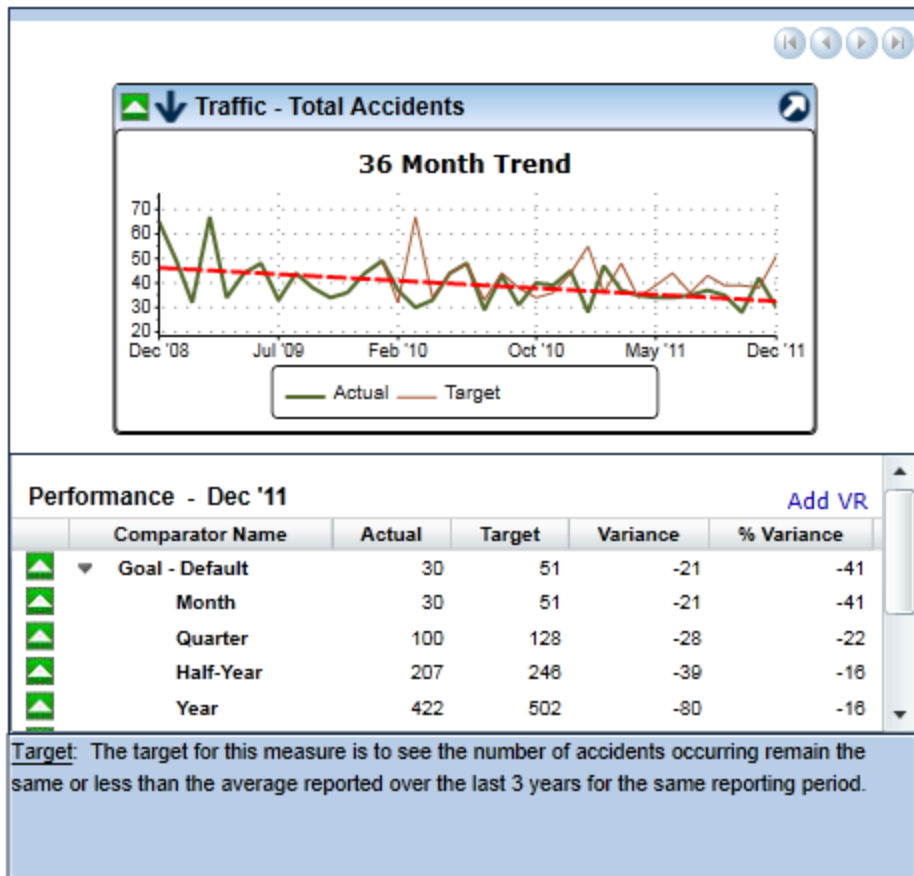 Traffic - Total Accidents
36 Month Trend
70
60
50
40
30
20
Dec '08 Jul '09 Feb '10 Oct '10 May '11 Dec '11
Actual Target
Performance - Dec '11
Add VR
Comparator Name Actual Target Variance % Variance
Goal - Default 30 51 -21 -41
Month 30 51 -21 -41
Quarter 100 128 -28 -22
Half-Year 207 246 -39 -16
Year 422 502 -80 -16
Target: The target for this measure is to see the number of accidents occurring remain the
same or less than the average reported over the last 3 years for the same reporting period.